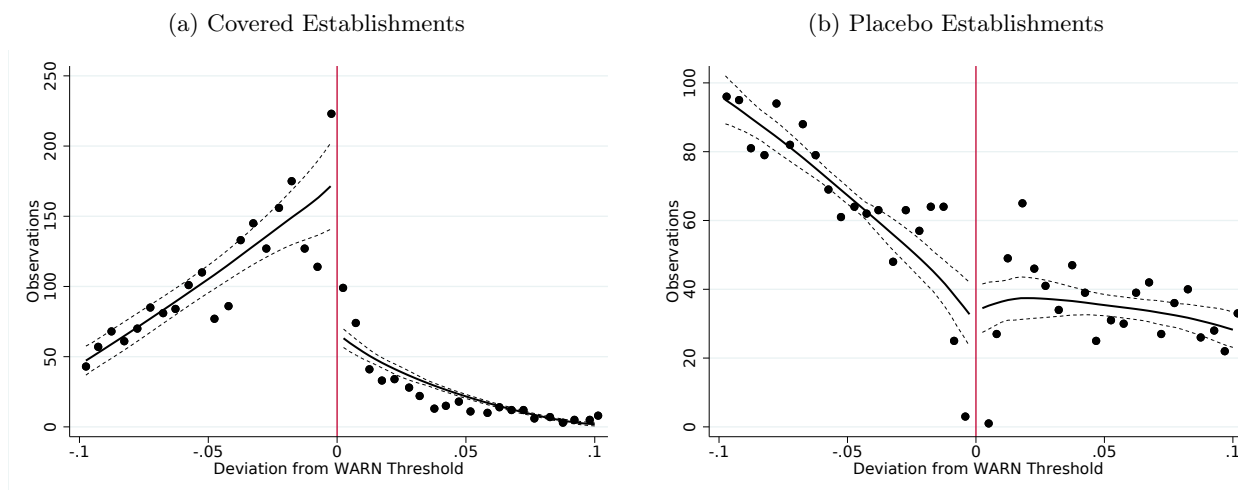 (a) Covered Establishments
250
200
150
100
50
0
Observations
-.1 -.05 0 .05 .1
Deviation from WARN Threshold
(b) Placebo Establishments
100
80
60
40
20
0
Observations
-.1 -.05 0 .05 .1
Deviation from WARN Threshold